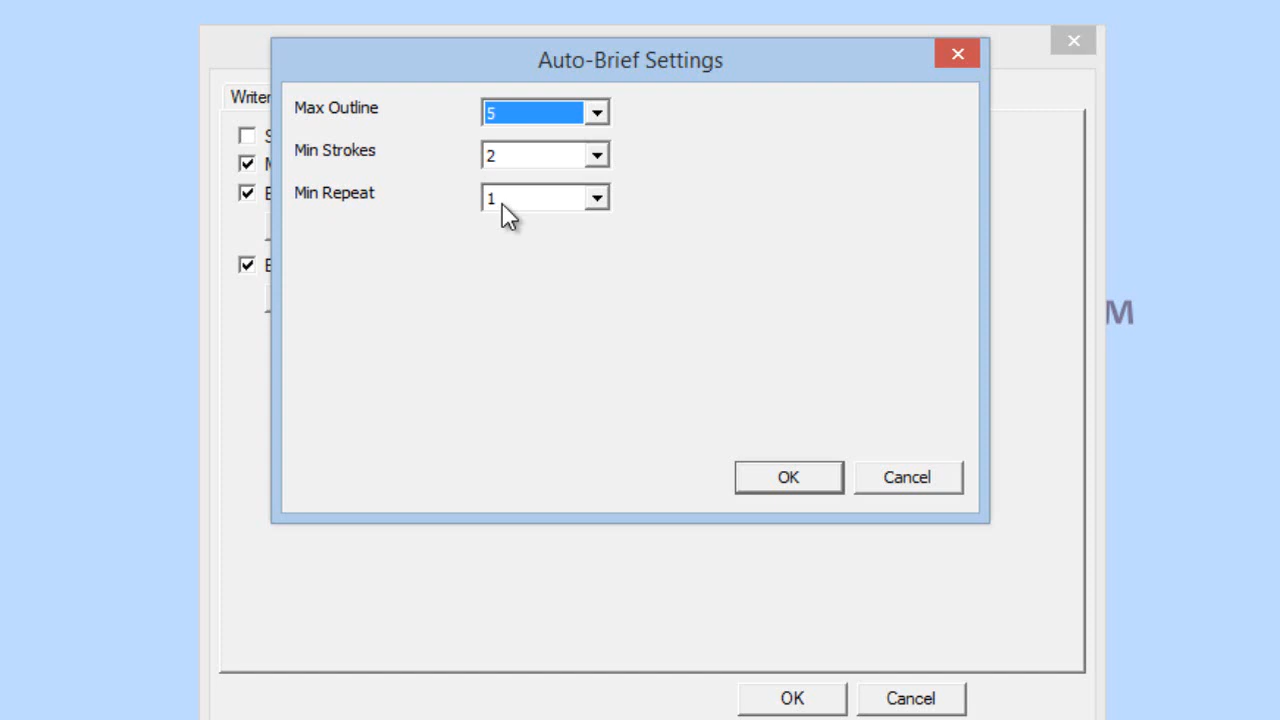 Auto-Brief Settings
Writer
Max Outline 5
Min Strokes 2
Min Repeat 1
M
OK Cancel
OK Cancel